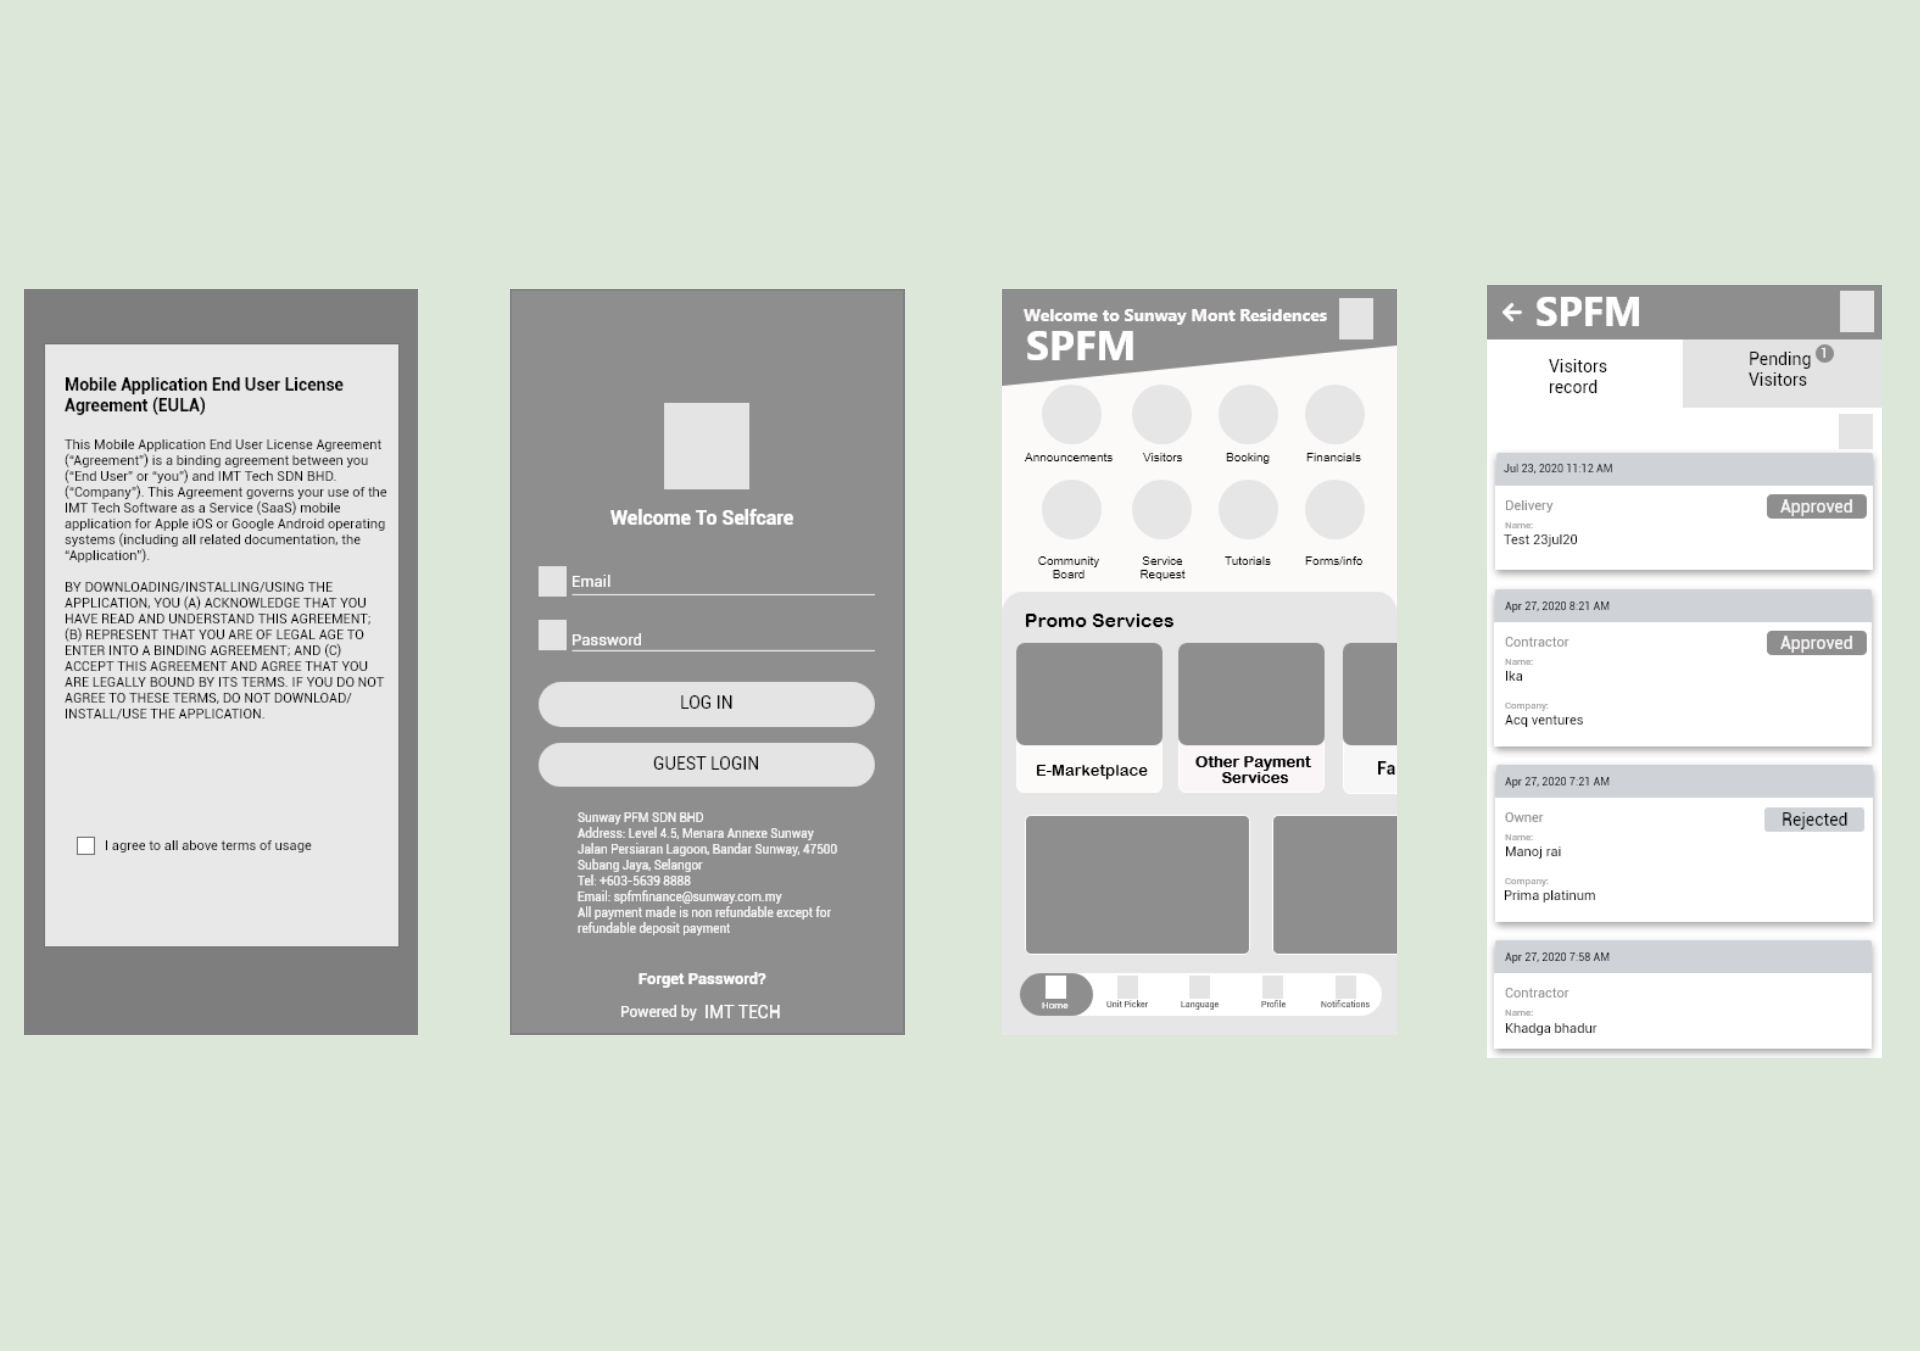 Mobile Application End User License
Agreement (EULA)
This Mobile Application End User License Agreement
(“Agreement”) is a binding agreement between you
(“End User” or “you”) and IMT Tech SDN BHD.
(“Company”). This Agreement governs your use of the
IMT Tech Software as a Service (SaaS) mobile
application for Apple iOS or Google Android operating
systems (including all related documentation, the
“Application”).
BY DOWNLOADING/INSTALLING/USING THE
APPLICATION, YOU (A) ACKNOWLEDGE THAT YOU
HAVE READ AND UNDERSTAND THIS AGREEMENT;
(B) REPRESENT THAT YOU ARE OF LEGAL AGE TO
ENTER INTO A BINDING AGREEMENT; AND (C)
ACCEPT THIS AGREEMENT AND AGREE THAT YOU
ARE LEGALLY BOUND BY ITS TERMS. IF YOU DO NOT
AGREE TO THESE TERMS, DO NOT DOWNLOAD/
INSTALL/USE THE APPLICATION.
I agree to all above terms of usage
Welcome To Selfcare
Email
Password
LOG IN
GUEST LOGIN
Sunway PFM SDN BHD
Address: Level 4.5, Menara Annexe Sunway
Jalan Persiaran Lagoon, Bandar Sunway, 47500
Subang Jaya, Selangor
Tel: +603-5639 8888
Email: spfmfinance@sunway.com.my
All payment made is non refundable except for
refundable deposit payment
Forget Password?
Powered by IMT TECH
Welcome to Sunway Mont Residences
SPFM
Announcements Visitors Booking Financials
Community
Board
Service
Request
Tutorials
Forms/info
Promo Services
E-Marketplace
Other Payment
Services
Fa
Home Unit Picker Language Profile Notifications
SPFM
Visitors
record
Pending 1
Visitors
Jul 23, 2020 11:12 AM
Delivery
Approved
Name:
Test 23jul20
Apr 27, 2020 8:21 AM
Contractor
Approved
Name:
Ika
Company:
Acq ventures
Apr 27, 2020 7:21 AM
Owner
Rejected
Name:
Manoj rai
Company:
Prima platinum
Apr 27, 2020 7:58 AM
Contractor
Name:
Khadga bhadur